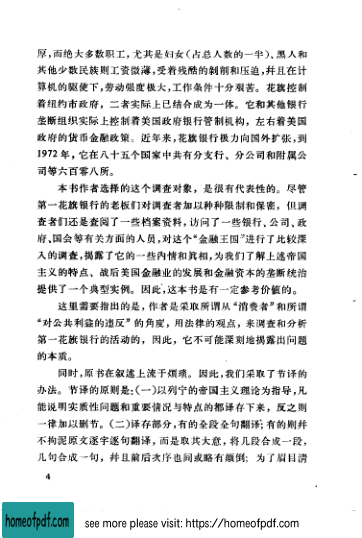 厚,而绝大多数职工,尤其是妇女(占总人数的一半)、黑人和
其他少数民族则工资微薄,受着残酷的剥削和压迫,并且在计
算机的驱使下,劳动强度极大,工作条件十分艰苦。花旗控制
着纽约市政府,二者实际上已结合成为一体。它和其他银行
垄断组织实际上控制着美国政府银行管制机构,左右着美国
政府的货币金融政策。近年来,花旗银行极力向国外扩张,到
1972年,它在八十五个国家中共有分支行、分公司和附属公
司等六百零八所。
本书作者选择的这个调查对象,是很有代表性的。尽管
第一花旗银行的老板们对调查者加以种种限制和保密,但调
查者们还是查阅了一些档案资料,访问了一些银行、公司、政
府、国会等有关方面的人员,对这个“金融王国”进行了比较深
入的调查,揭露了它的一些内情和真相,为我们了解上述帝国
主义的特点、战后美国金融业的发展和金融资本的垄断统治
提供了一个典型实例。因此,这本书是有一定参考价值的。
这里需要指出的是,作者是采取所谓从“消费者”和所谓
“对公共利益的违反”的角度,用法律的观点,来调查和分析
第一花旗银行的活动的,因此,它不可能深刻地揭露出问题
的本质。
同时,原书在叙述上流于烦琐。因此,我们采取了节译的
办法。节译的原则是:(一)以列宁的帝国主义理论为指导,凡
能说明实质性问题和重要情况与特点的都译存下来,反之则
一律加以删节。(二)译存部分,有的全段全句翻译;有的则并
不拘泥原文逐字逐句翻译,而是取其大意,将几段合成一段,
几句合成一句,并且前后次序也间或略有颠倒;为了眉目清
4
homeofpdf.com
see more please visit: https://homeofpdf.com